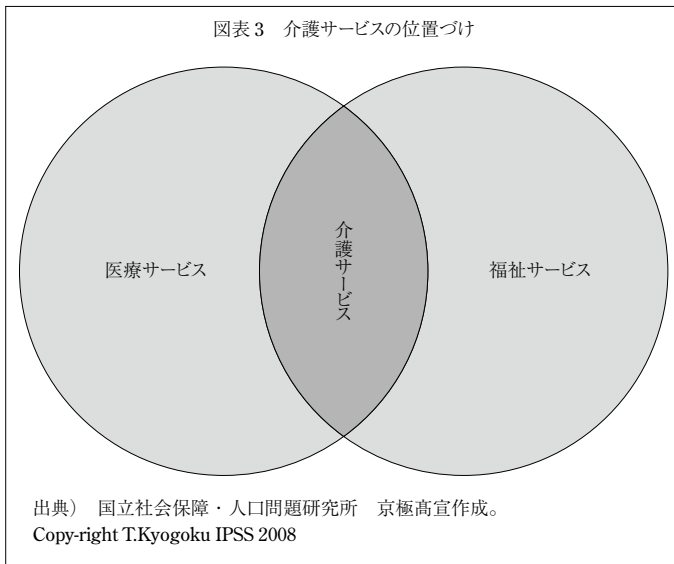 図表3　介護サービスの位置づけ
医療サービス
介護サービス
福祉サービス
出典）　国立社会保障・人口問題研究所　京極髙宣作成。
Copy-right T.Kyogoku IPSS 2008